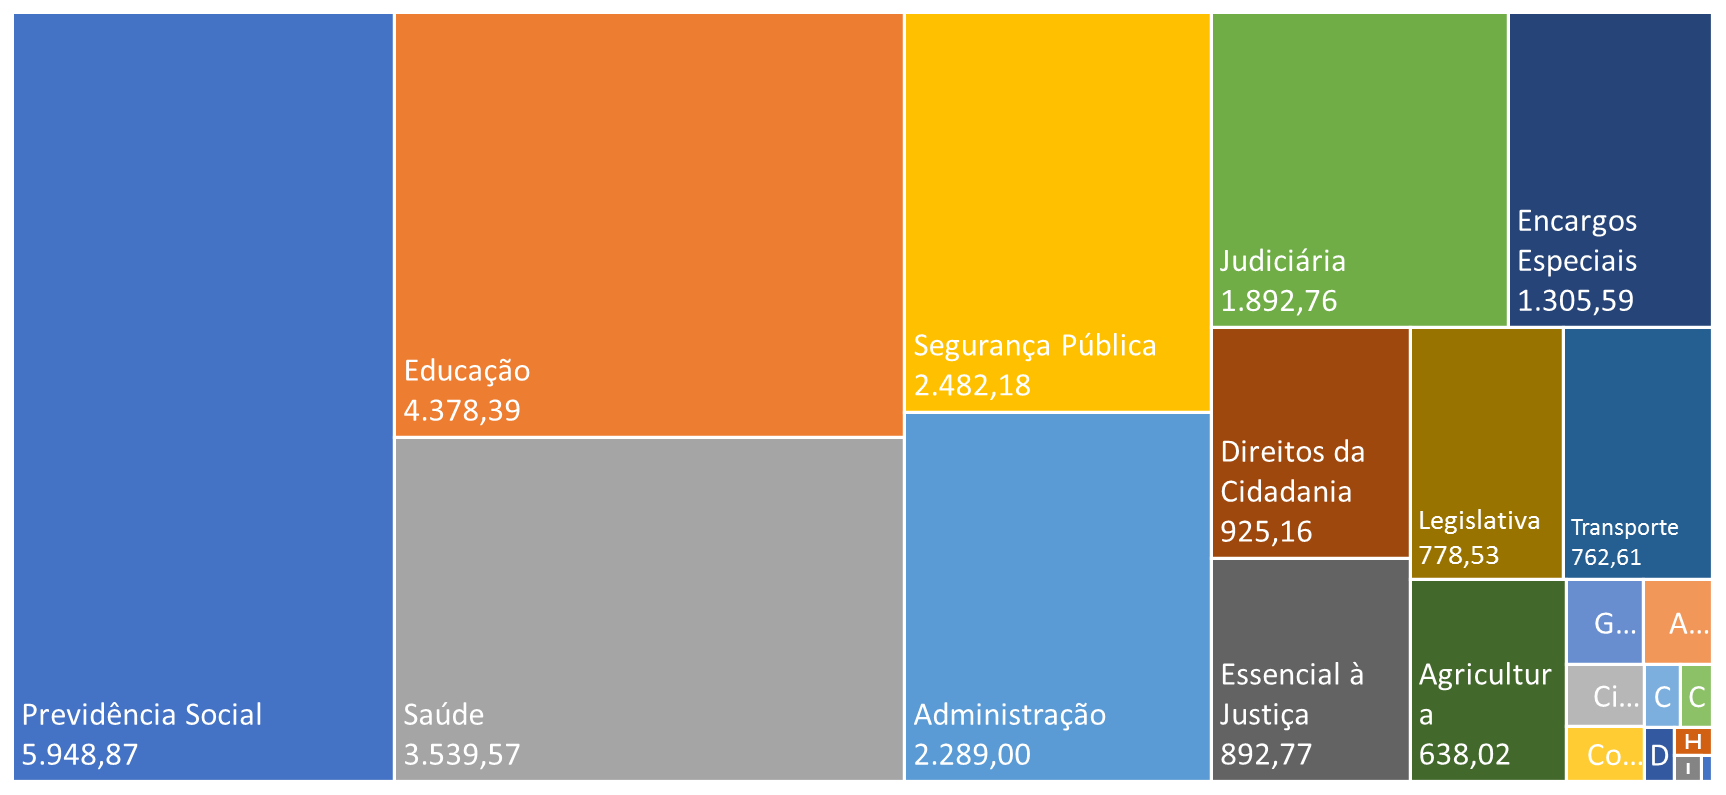 Previdência Social
5.948,87
Educação
4.378,39
Saúde
3.539,57
Segurança Pública
2.482,18
Administração
2.289,00
Judiciária
1.892,76
Encargos
Especiais
1.305,59
Direitos da
Cidadania
925,16
Essencial à
Justiça
892,77
Legislativa
778,53
Transporte
762,61
Agricultur
a
638,02
G...
A...
Ci...
C
C
Co...
D
H
I